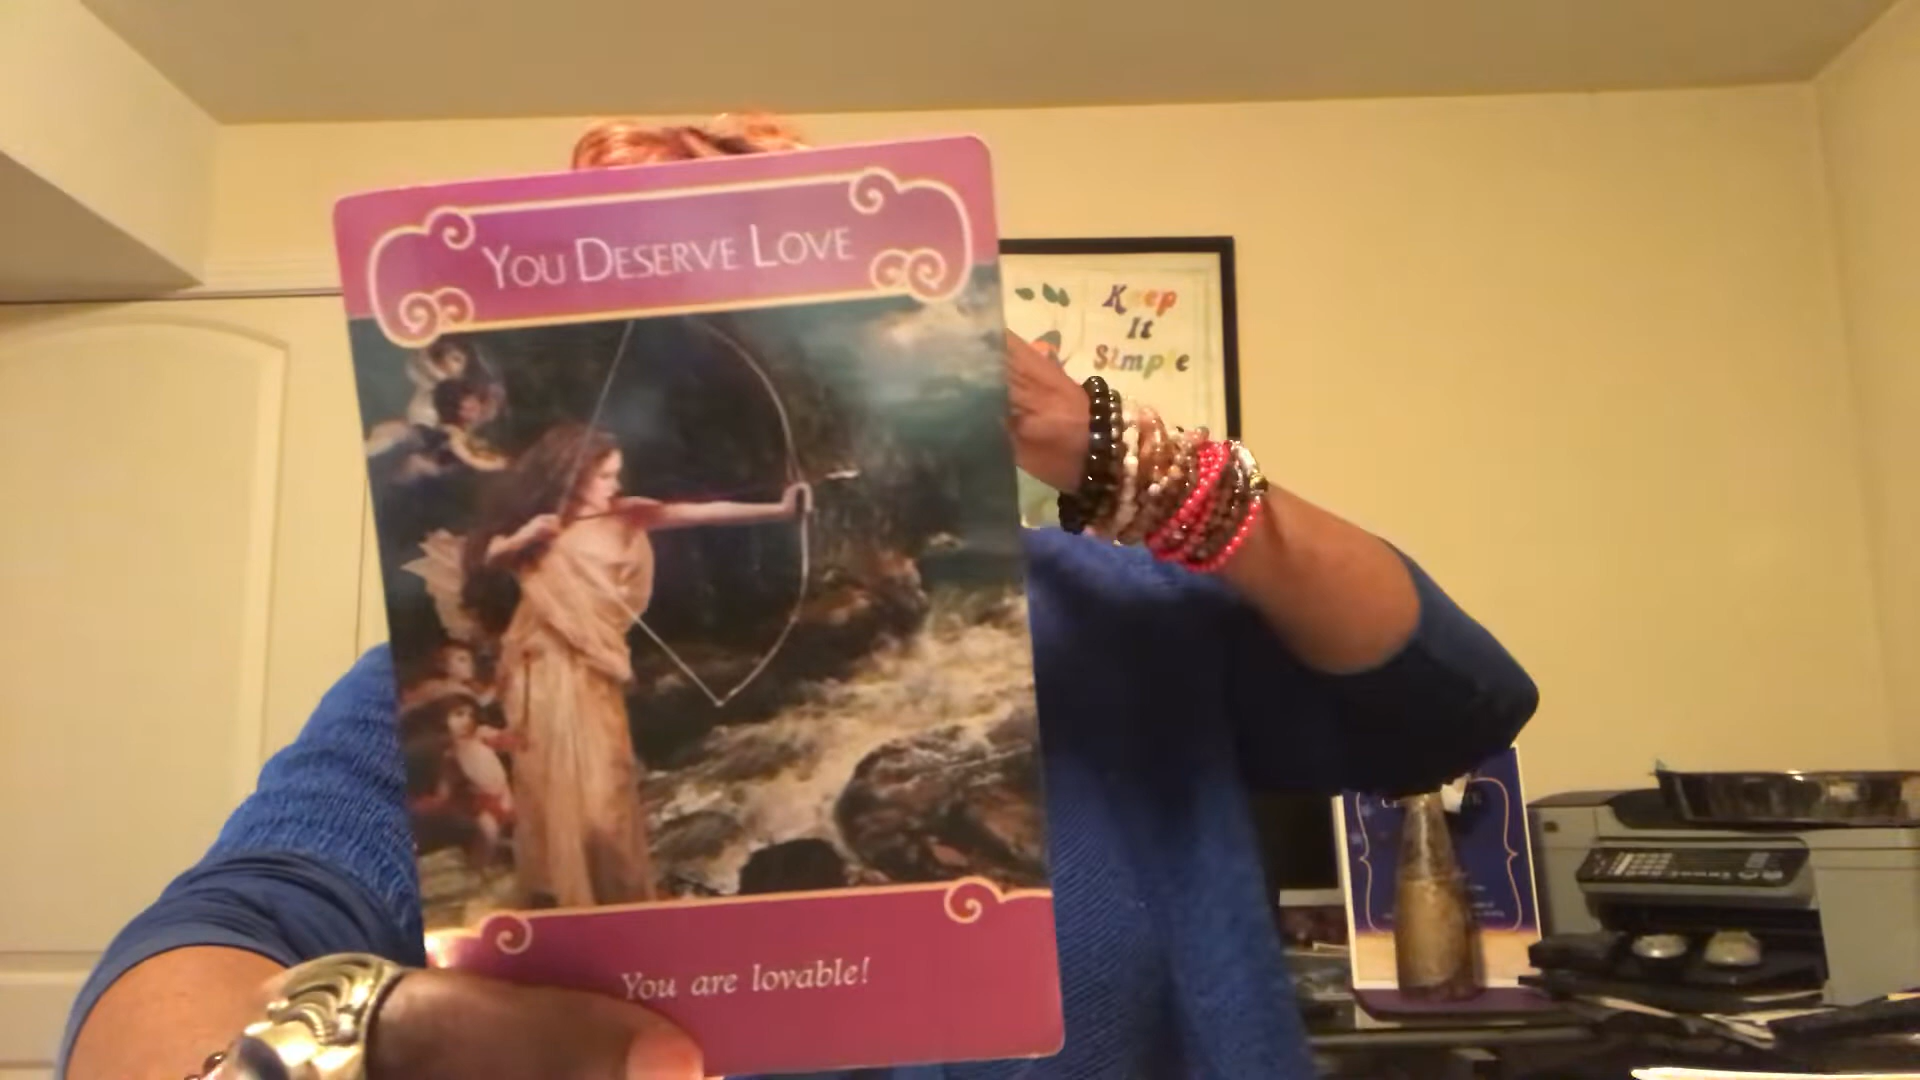 You Deserve Love
Keep
It
Simple
You are lovable!